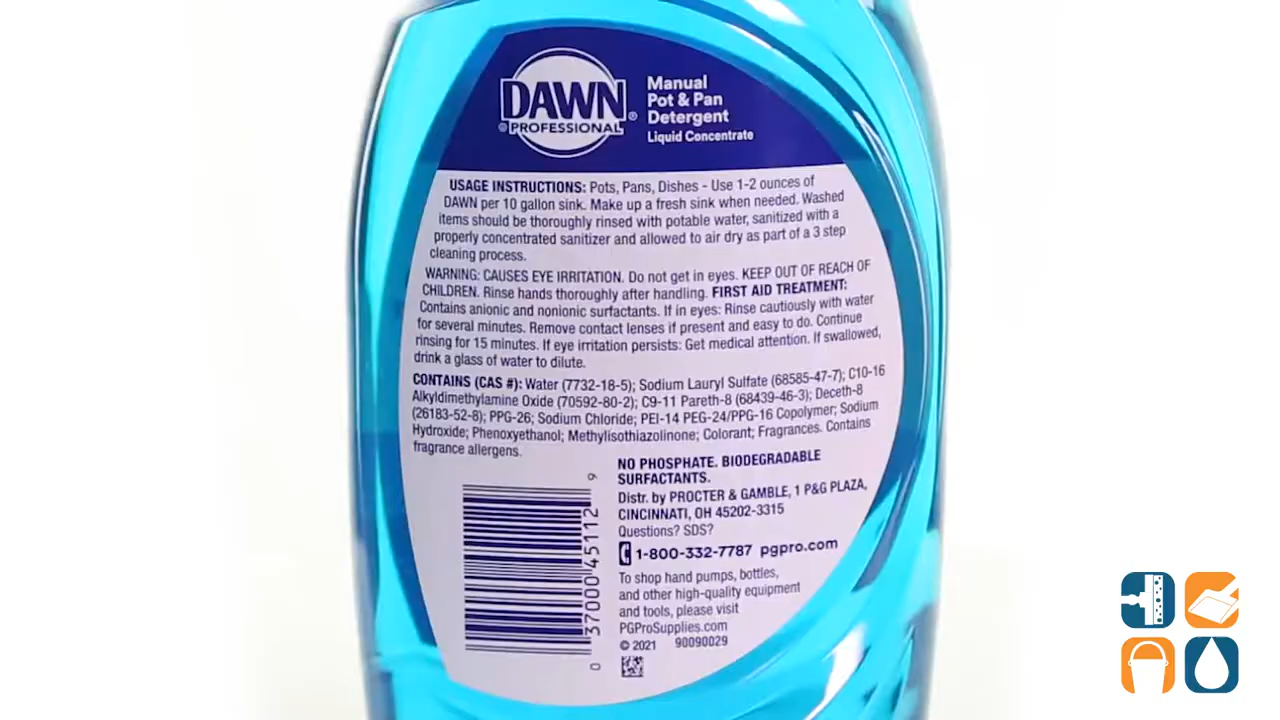 DAWN
PROFESSIONAL
Manual
Pot & Pan
Detergent
Liquid Concentrate
USAGE INSTRUCTIONS: Pots, Pans, Dishes - Use 1-2 ounces of
DAWN per 10 gallon sink. Make up a fresh sink when needed. Washed
items should be thoroughly rinsed with potable water, sanitized with a
properly concentrated sanitizer and allowed to air dry as part of a 3 step
cleaning process.
WARNING: CAUSES EYE IRRITATION. Do not get in eyes. KEEP OUT OF REACH OF
CHILDREN. Rinse hands thoroughly after handling. FIRST AID TREATMENT:
Contains anionic and nonionic surfactants. If in eyes: Rinse cautiously with water
for several minutes. Remove contact lenses if present and easy to do. Continue
rinsing for 15 minutes. If eye irritation persists: Get medical attention. If swallowed,
drink a glass of water to dilute.
CONTAINS (CAS #): Water (7732-18-5); Sodium Lauryl Sulfate (68585-47-7); C10-16
Alkyldimethylamine Oxide (70592-80-2); C9-11 Pareth-8 (68439-46-3); Deceth-8
(26183-52-8); PPG-26; Sodium Chloride; PEI-14 PEG-24/PPG-16 Copolymer; Sodium
Hydroxide; Phenoxyethanol; Methylisothiazolinone; Colorant; Fragrances. Contains
fragrance allergens.
NO PHOSPHATE. BIODEGRADABLE
SURFACTANTS.
Distr. by PROCTER & GAMBLE, 1 P&G PLAZA,
CINCINNATI, OH 45202-3315
Questions? SDS?
1-800-332-7787 pgpro.com
To shop hand pumps, bottles,
and other high-quality equipment
and tools, please visit
PGProSupplies.com
© 2021 90090029
0 37000 45112 9